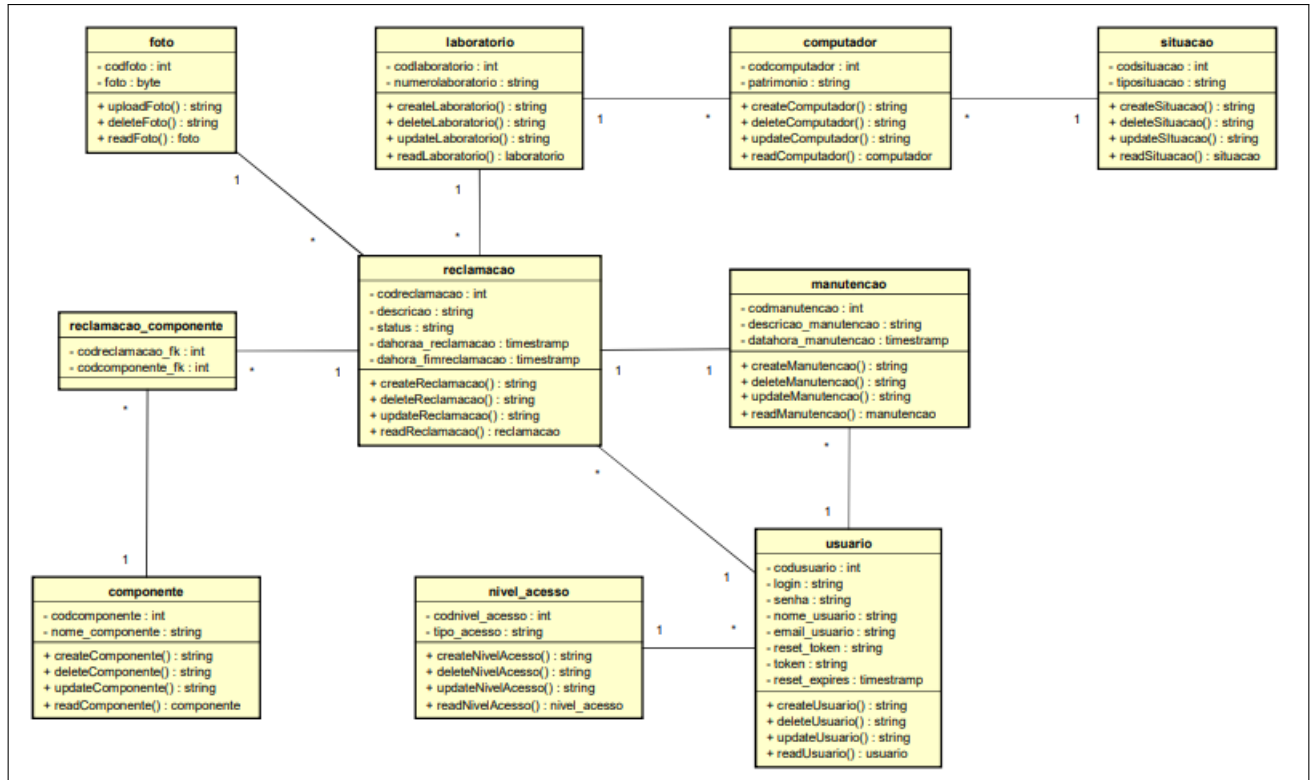 foto
- codfoto : int
- foto : byte
+ uploadFoto() : string
+ deleteFoto() : string
+ readFoto() : foto
laboratorio
- codlaboratorio : int
- numerolaboratorio : string
+ createLaboratorio() : string
+ deleteLaboratorio() : string
+ updateLaboratorio() : string
+ readLaboratorio() : laboratorio
1
*
computador
- codcomputador : int
- patrimonio : string
+ createComputador() : string
+ deleteComputador() : string
+ updateComputador() : string
+ readComputador() : computador
*
1
situacao
- codsituacao : int
- tiposituacao : string
+ createSituacao() : string
+ deleteSituacao() : string
+ updateSItuacao() : string
+ readSituacao() : situacao
1
*
1
*
reclamacao
- codreclamacao : int
- descricao : string
- status : string
- dahoraa_reclamacao : timestramp
- dahora_fimreclamacao : timestramp
+ createReclamacao() : string
+ deleteReclamacao() : string
+ updateReclamacao() : string
+ readReclamacao() : reclamacao
reclamacao_componente
- codreclamacao_fk : int
- codcomponente_fk : int
*
1
*
1
1
1
manutencao
- codmanutencao : int
- descricao_manutencao : string
- datahora_manutencao : timestramp
+ createManutencao() : string
+ deleteManutencao() : string
+ updateManutencao() : string
+ readManutencao() : manutencao
*
1
*
1
componente
- codcomponente : int
- nome_componente : string
+ createComponente() : string
+ deleteComponente() : string
+ updateComponente() : string
+ readComponente() : componente
nivel_acesso
- codnivel_acesso : int
- tipo_acesso : string
+ createNivelAcesso() : string
+ deleteNivelAcesso() : string
+ updateNivelAcesso() : string
+ readNivelAcesso() : nivel_acesso
1
*
usuario
- codusuario : int
- login : string
- senha : string
- nome_usuario : string
- email_usuario : string
- reset_token : string
- token : string
- reset_expires : timestramp
+ createUsuario() : string
+ deleteUsuario() : string
+ updateUsuario() : string
+ readUsuario() : usuario